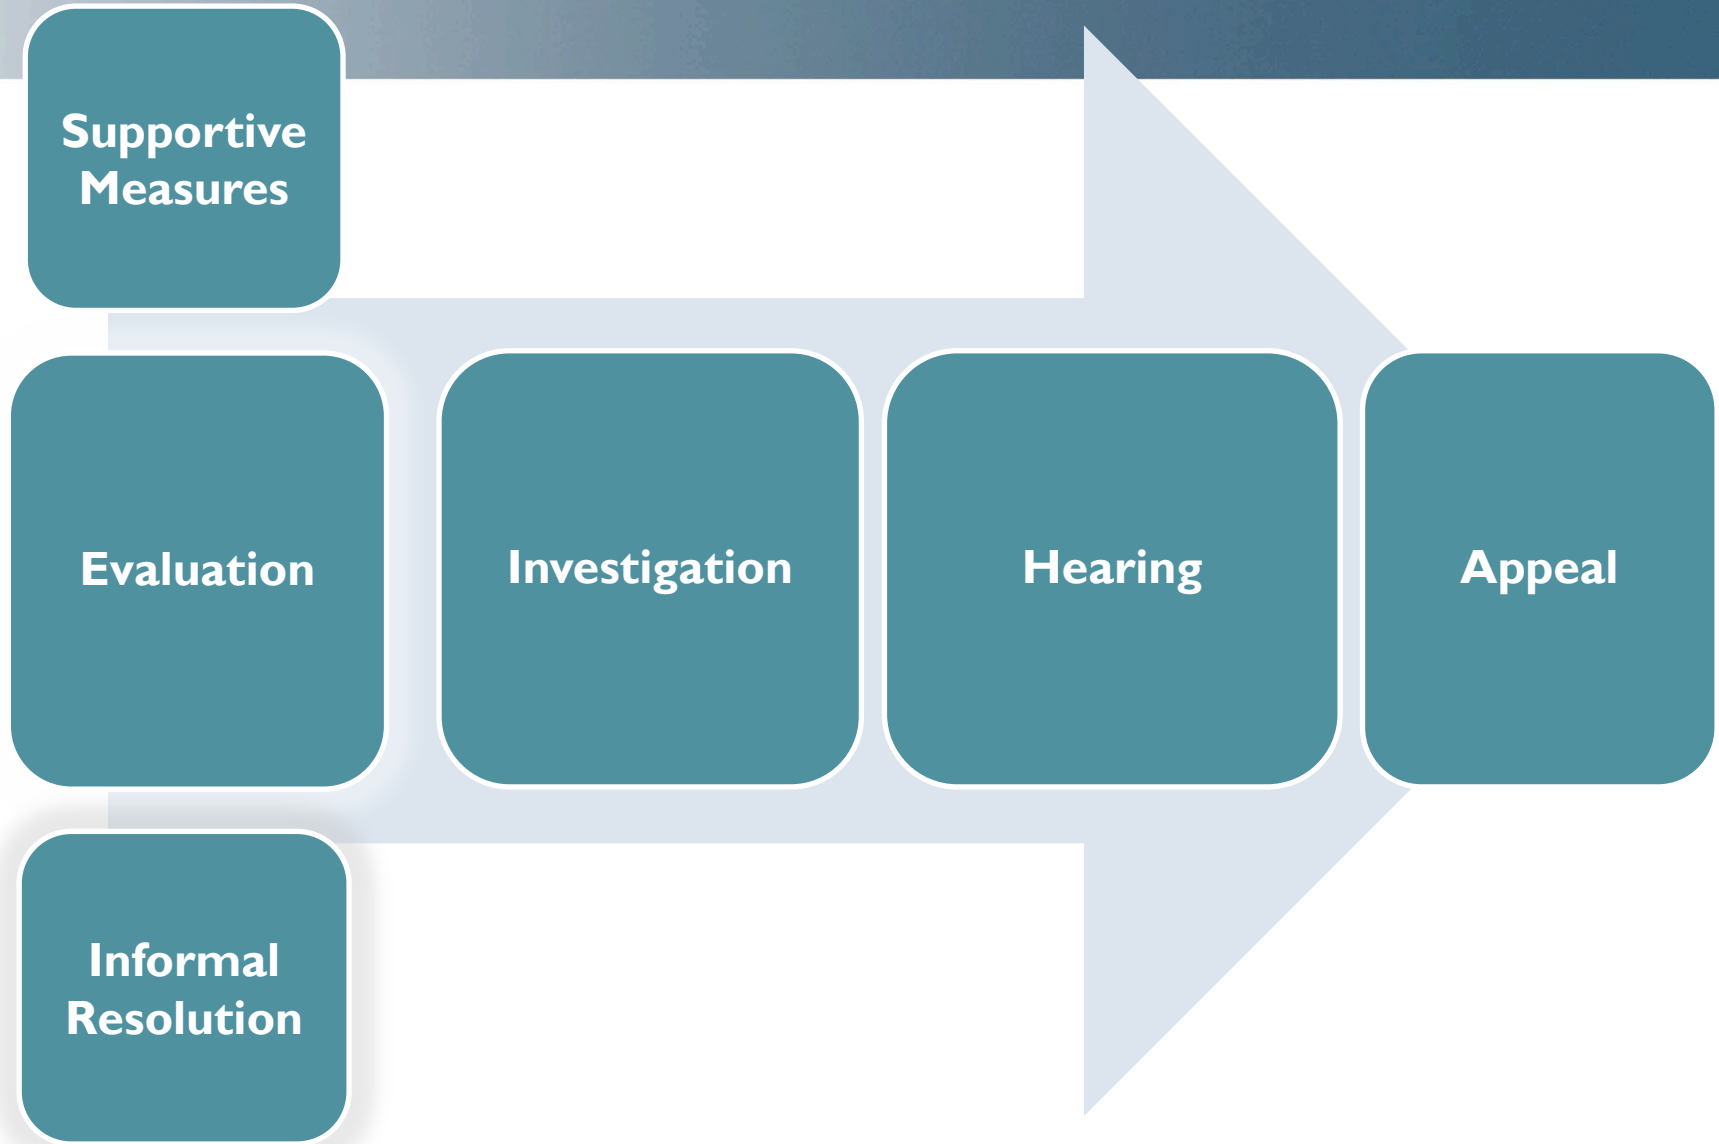 Supportive
Measures
Evaluation
Investigation
Hearing
Appeal
Informal
Resolution